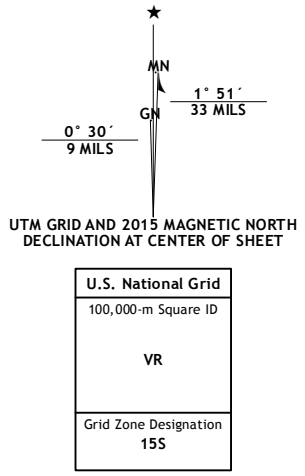 MN
1° 51´
33 MILS
GN
0° 30´
9 MILS
UTM GRID AND 2015 MAGNETIC NORTH
DECLINATION AT CENTER OF SHEET
U.S. National Grid
100,000-m Square ID
VR
Grid Zone Designation
15S